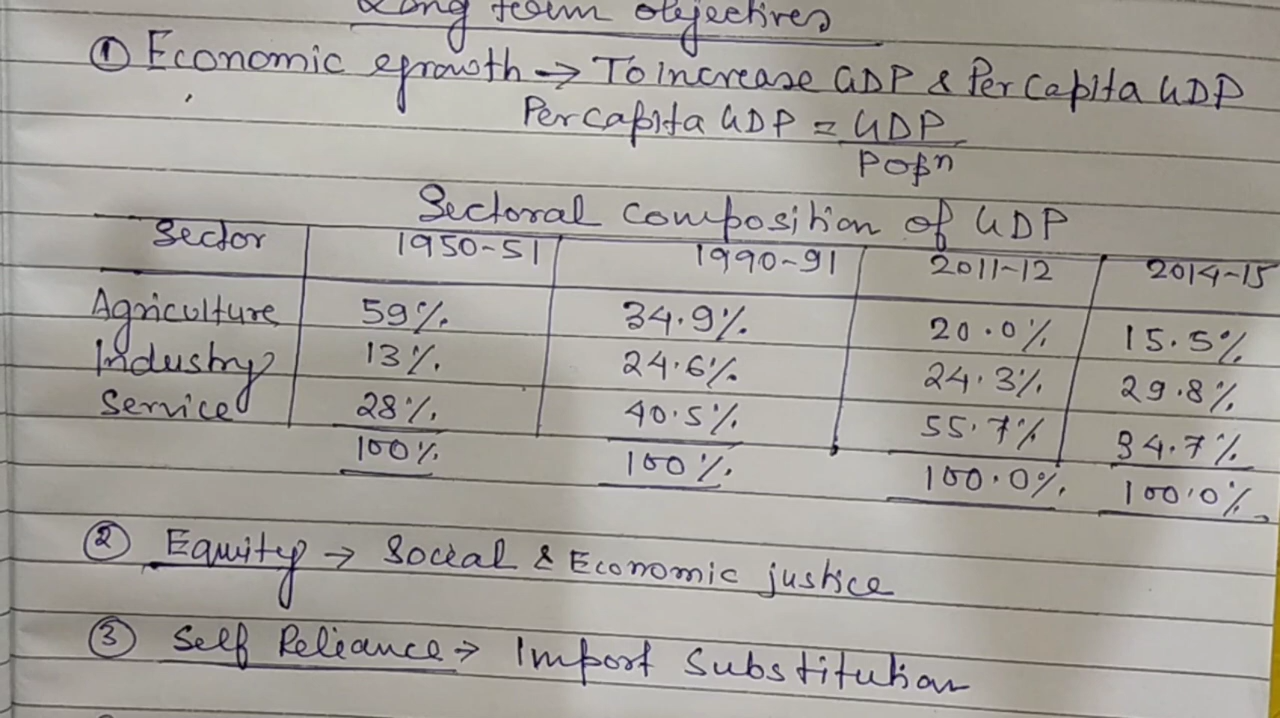 Long term objectives
① Economic growth → To increase GDP & Per Capita GDP
Per capita GDP = GDP
Popn
Sectoral composition of GDP
Sector 1950-51 1990-91 2011-12 2014-15
Agriculture 59% 34.9% 20.0% 15.5%
Industry 13% 24.6% 24.3% 29.8%
Service 28% 40.5% 55.7% 34.7%
100% 100% 100.0% 100.0%
② Equity → Social & Economic justice
③ Self Reliance → Import Substitution